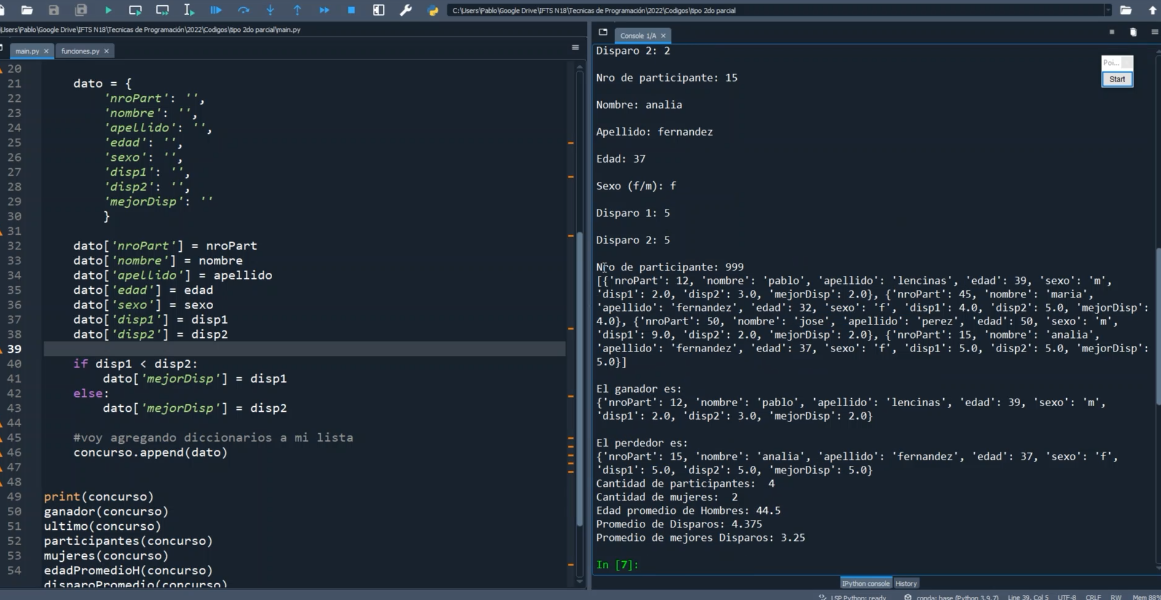 C:\Users\Pablo\Google Drive\IFTS N18\Tecnicas de Programación\2022\Codigos\tipo 2do parcial
\Users\Pablo\Google Drive\IFTS N18\Tecnicas de Programación\2022\Codigos\tipo 2do parcial\main.py
main.py
funciones.py
20
21 dato = {
22 'nroPart': '',
23 'nombre': '',
24 'apellido': '',
25 'edad': '',
26 'sexo': '',
27 'disp1': '',
28 'disp2': '',
29 'mejorDisp': ''
30 }
31
32 dato['nroPart'] = nroPart
33 dato['nombre'] = nombre
34 dato['apellido'] = apellido
35 dato['edad'] = edad
36 dato['sexo'] = sexo
37 dato['disp1'] = disp1
38 dato['disp2'] = disp2
39
40 if disp1 < disp2:
41 dato['mejorDisp'] = disp1
42 else:
43 dato['mejorDisp'] = disp2
44
45 #voy agregando diccionarios a mi lista
46 concurso.append(dato)
47
48
49 print(concurso)
50 ganador(concurso)
51 ultimo(concurso)
52 participantes(concurso)
53 mujeres(concurso)
54 edadPromedioH(concurso)
disparoPromedio(concurso)
Console 1/A
Disparo 2: 2
Nro de participante: 15
Nombre: analia
Apellido: fernandez
Edad: 37
Sexo (f/m): f
Disparo 1: 5
Disparo 2: 5
Nro de participante: 999
[{'nroPart': 12, 'nombre': 'pablo', 'apellido': 'lencinas', 'edad': 39, 'sexo': 'm',
'disp1': 2.0, 'disp2': 3.0, 'mejorDisp': 2.0}, {'nroPart': 45, 'nombre': 'maria',
'apellido': 'fernandez', 'edad': 32, 'sexo': 'f', 'disp1': 4.0, 'disp2': 5.0, 'mejorDisp':
4.0}, {'nroPart': 50, 'nombre': 'jose', 'apellido': 'perez', 'edad': 50, 'sexo': 'm',
'disp1': 9.0, 'disp2': 2.0, 'mejorDisp': 2.0}, {'nroPart': 15, 'nombre': 'analia',
'apellido': 'fernandez', 'edad': 37, 'sexo': 'f', 'disp1': 5.0, 'disp2': 5.0, 'mejorDisp':
5.0}]
El ganador es:
{'nroPart': 12, 'nombre': 'pablo', 'apellido': 'lencinas', 'edad': 39, 'sexo': 'm',
'disp1': 2.0, 'disp2': 3.0, 'mejorDisp': 2.0}
El perdedor es:
{'nroPart': 15, 'nombre': 'analia', 'apellido': 'fernandez', 'edad': 37, 'sexo': 'f',
'disp1': 5.0, 'disp2': 5.0, 'mejorDisp': 5.0}
Cantidad de participantes: 4
Cantidad de mujeres: 2
Edad promedio de Hombres: 44.5
Promedio de Disparos: 4.375
Promedio de mejores Disparos: 3.25
In [7]:
Poi...
Start
IPython console
History
LSP Python: ready
conda: base (Python 3.9.7)
Line 39, Col 5
UTF-8
CRLF
RW
Mem 88%